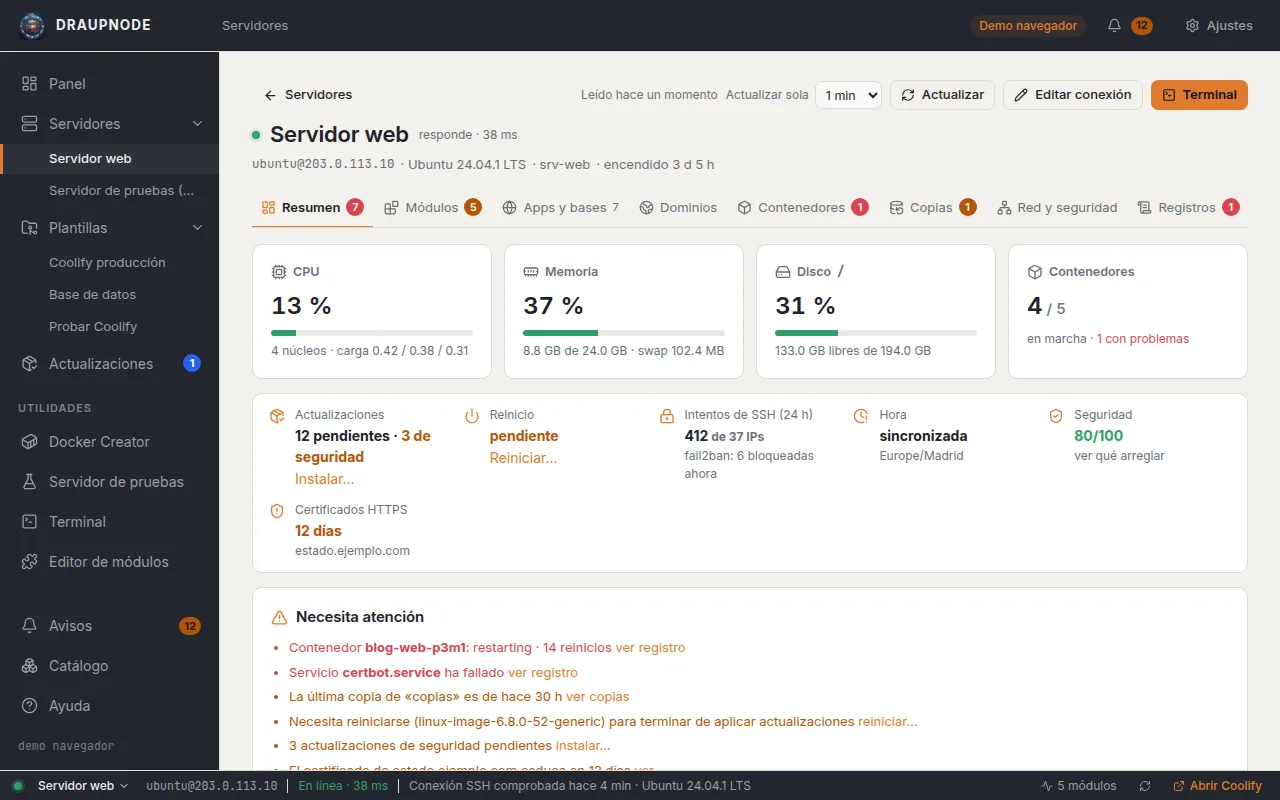 DRAUPNODE
Servidores
Demo navegador
12
Ajustes
Panel
Servidores
Servidor web
Servidor de pruebas (...
Plantillas
Coolify producción
Base de datos
Probar Coolify
Actualizaciones
1
UTILIDADES
Docker Creator
Servidor de pruebas
Terminal
Editor de módulos
Avisos
12
Catálogo
Ayuda
demo navegador
Servidores
Leído hace un momento
Actualizar sola
1 min
Actualizar
Editar conexión
Terminal
Servidor web
responde · 38 ms
ubuntu@203.0.113.10 · Ubuntu 24.04.1 LTS · srv-web · encendido 3 d 5 h
Resumen 7
Módulos 5
Apps y bases 7
Dominios
Contenedores 1
Copias 1
Red y seguridad
Registros 1
CPU
13 %
4 núcleos · carga 0.42 / 0.38 / 0.31
Memoria
37 %
8.8 GB de 24.0 GB · swap 102.4 MB
Disco /
31 %
133.0 GB libres de 194.0 GB
Contenedores
4 / 5
en marcha · 1 con problemas
Actualizaciones
12 pendientes · 3 de
seguridad
Instalar...
Reinicio
pendiente
Reiniciar...
Intentos de SSH (24 h)
412 de 37 IPs
fail2ban: 6 bloqueadas
ahora
Hora
sincronizada
Europe/Madrid
Seguridad
80/100
ver qué arreglar
Certificados HTTPS
12 días
estado.ejemplo.com
Necesita atención
Contenedor blog-web-p3m1: restarting · 14 reinicios ver registro
Servicio certbot.service ha fallado ver registro
La última copia de «copias» es de hace 30 h ver copias
Necesita reiniciarse (linux-image-6.8.0-52-generic) para terminar de aplicar actualizaciones reiniciar...
3 actualizaciones de seguridad pendientes instalar...
El certificado de estado.ejemplo.com caduca en 12 días ver
Servidor web
ubuntu@203.0.113.10
En línea · 38 ms
Conexión SSH comprobada hace 4 min · Ubuntu 24.04.1 LTS
5 módulos
Abrir Coolify